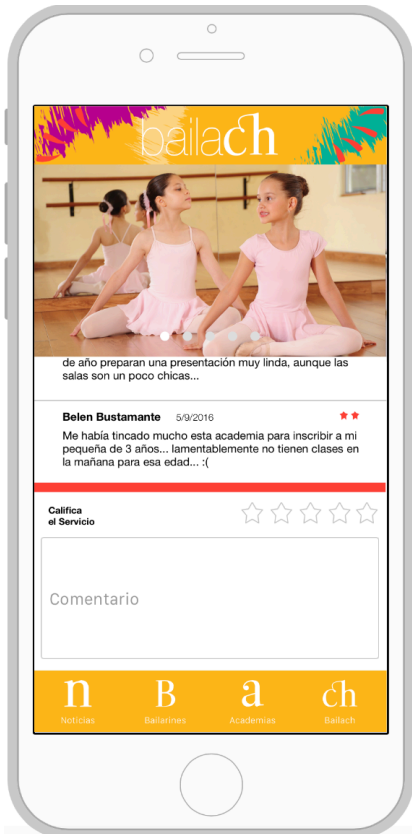 bailach
de año preparan una presentación muy linda, aunque las
salas son un poco chicas...
Belen Bustamante 5/9/2016
Me había tincado mucho esta academia para inscribir a mi
pequeña de 3 años... lamentablemente no tienen clases en
la mañana para esa edad... :(
Califica
el Servicio
Comentario
n B a ch
Noticias Bailarines Academias Bailach